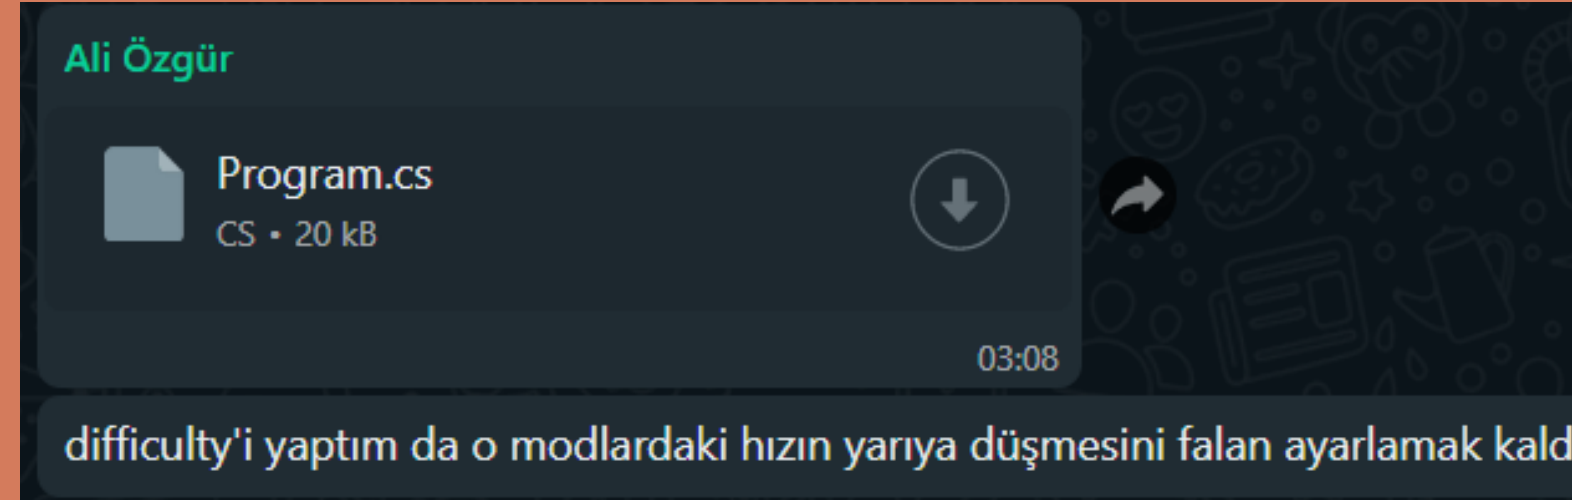 Ali Özgür
Program.cs
CS • 20 kB
03:08
difficulty'i yaptım da o modlardaki hızın yarıya düşmesini falan ayarlamak kald